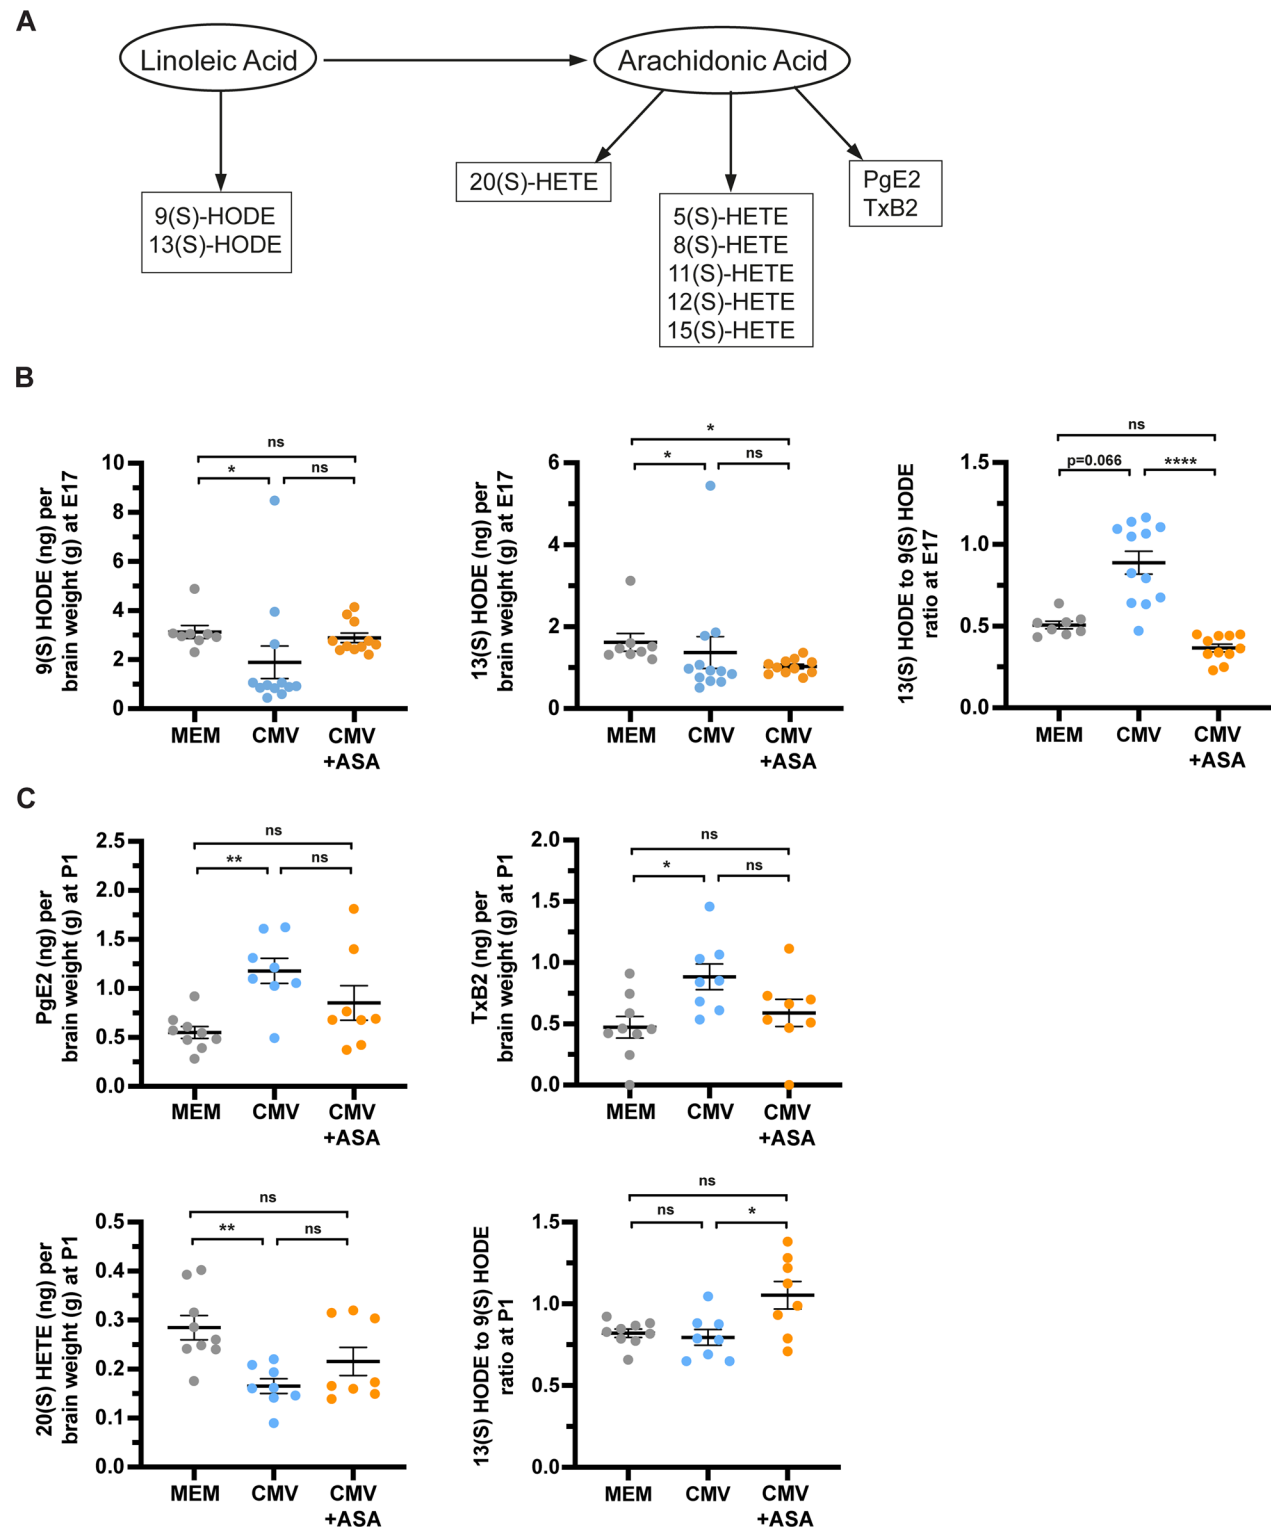 A
Linoleic Acid
Arachidonic Acid
20(S)-HETE
PgE2
TxB2
9(S)-HODE
13(S)-HODE
5(S)-HETE
8(S)-HETE
11(S)-HETE
12(S)-HETE
15(S)-HETE
B
9(S) HODE (ng) per
brain weight (g) at E17
10
8
6
4
2
0
ns
*
ns
MEM
CMV
CMV
+ASA
13(S) HODE (ng) per
brain weight (g) at E17
6
4
2
0
*
*
ns
MEM
CMV
CMV
+ASA
13(S) HODE to 9(S) HODE
ratio at E17
1.5
1.0
0.5
0.0
ns
p=0.066
****
MEM
CMV
CMV
+ASA
C
PgE2 (ng) per
brain weight (g) at P1
2.5
2.0
1.5
1.0
0.5
0.0
ns
**
ns
MEM
CMV
CMV
+ASA
TxB2 (ng) per
brain weight (g) at P1
2.0
1.5
1.0
0.5
0.0
ns
*
ns
MEM
CMV
CMV
+ASA
20(S) HETE (ng) per
brain weight (g) at P1
0.5
0.4
0.3
0.2
0.1
0.0
ns
**
ns
MEM
CMV
CMV
+ASA
13(S) HODE to 9(S) HODE
ratio at P1
1.5
1.0
0.5
0.0
ns
ns
*
MEM
CMV
CMV
+ASA